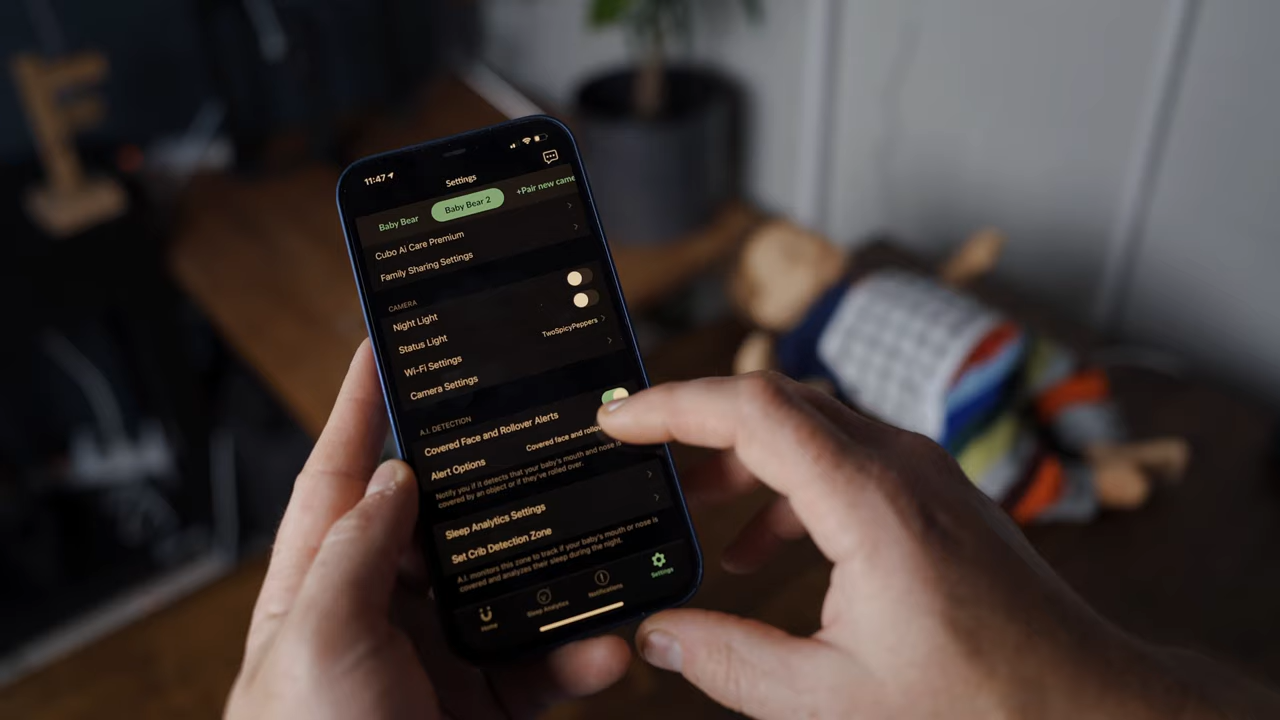 11:47
Settings
Baby Bear
Baby Bear 2
+Pair new came
Cubo Ai Care Premium
Family Sharing Settings
CAMERA
Night Light
Status Light
Wi-Fi Settings TwoSpicyPeppers
Camera Settings
A.I. DETECTION
Covered Face and Rollover Alerts
Alert Options Covered face and rollov
Notify you if it detects that your baby's mouth and nose is
covered by an object or if they've rolled over.
Sleep Analytics Settings
Set Crib Detection Zone
A.I. monitors this zone to track if your baby's mouth or nose is
covered and analyzes their sleep during the night.
Home
Sleep Analytics
Notifications
Settings
F